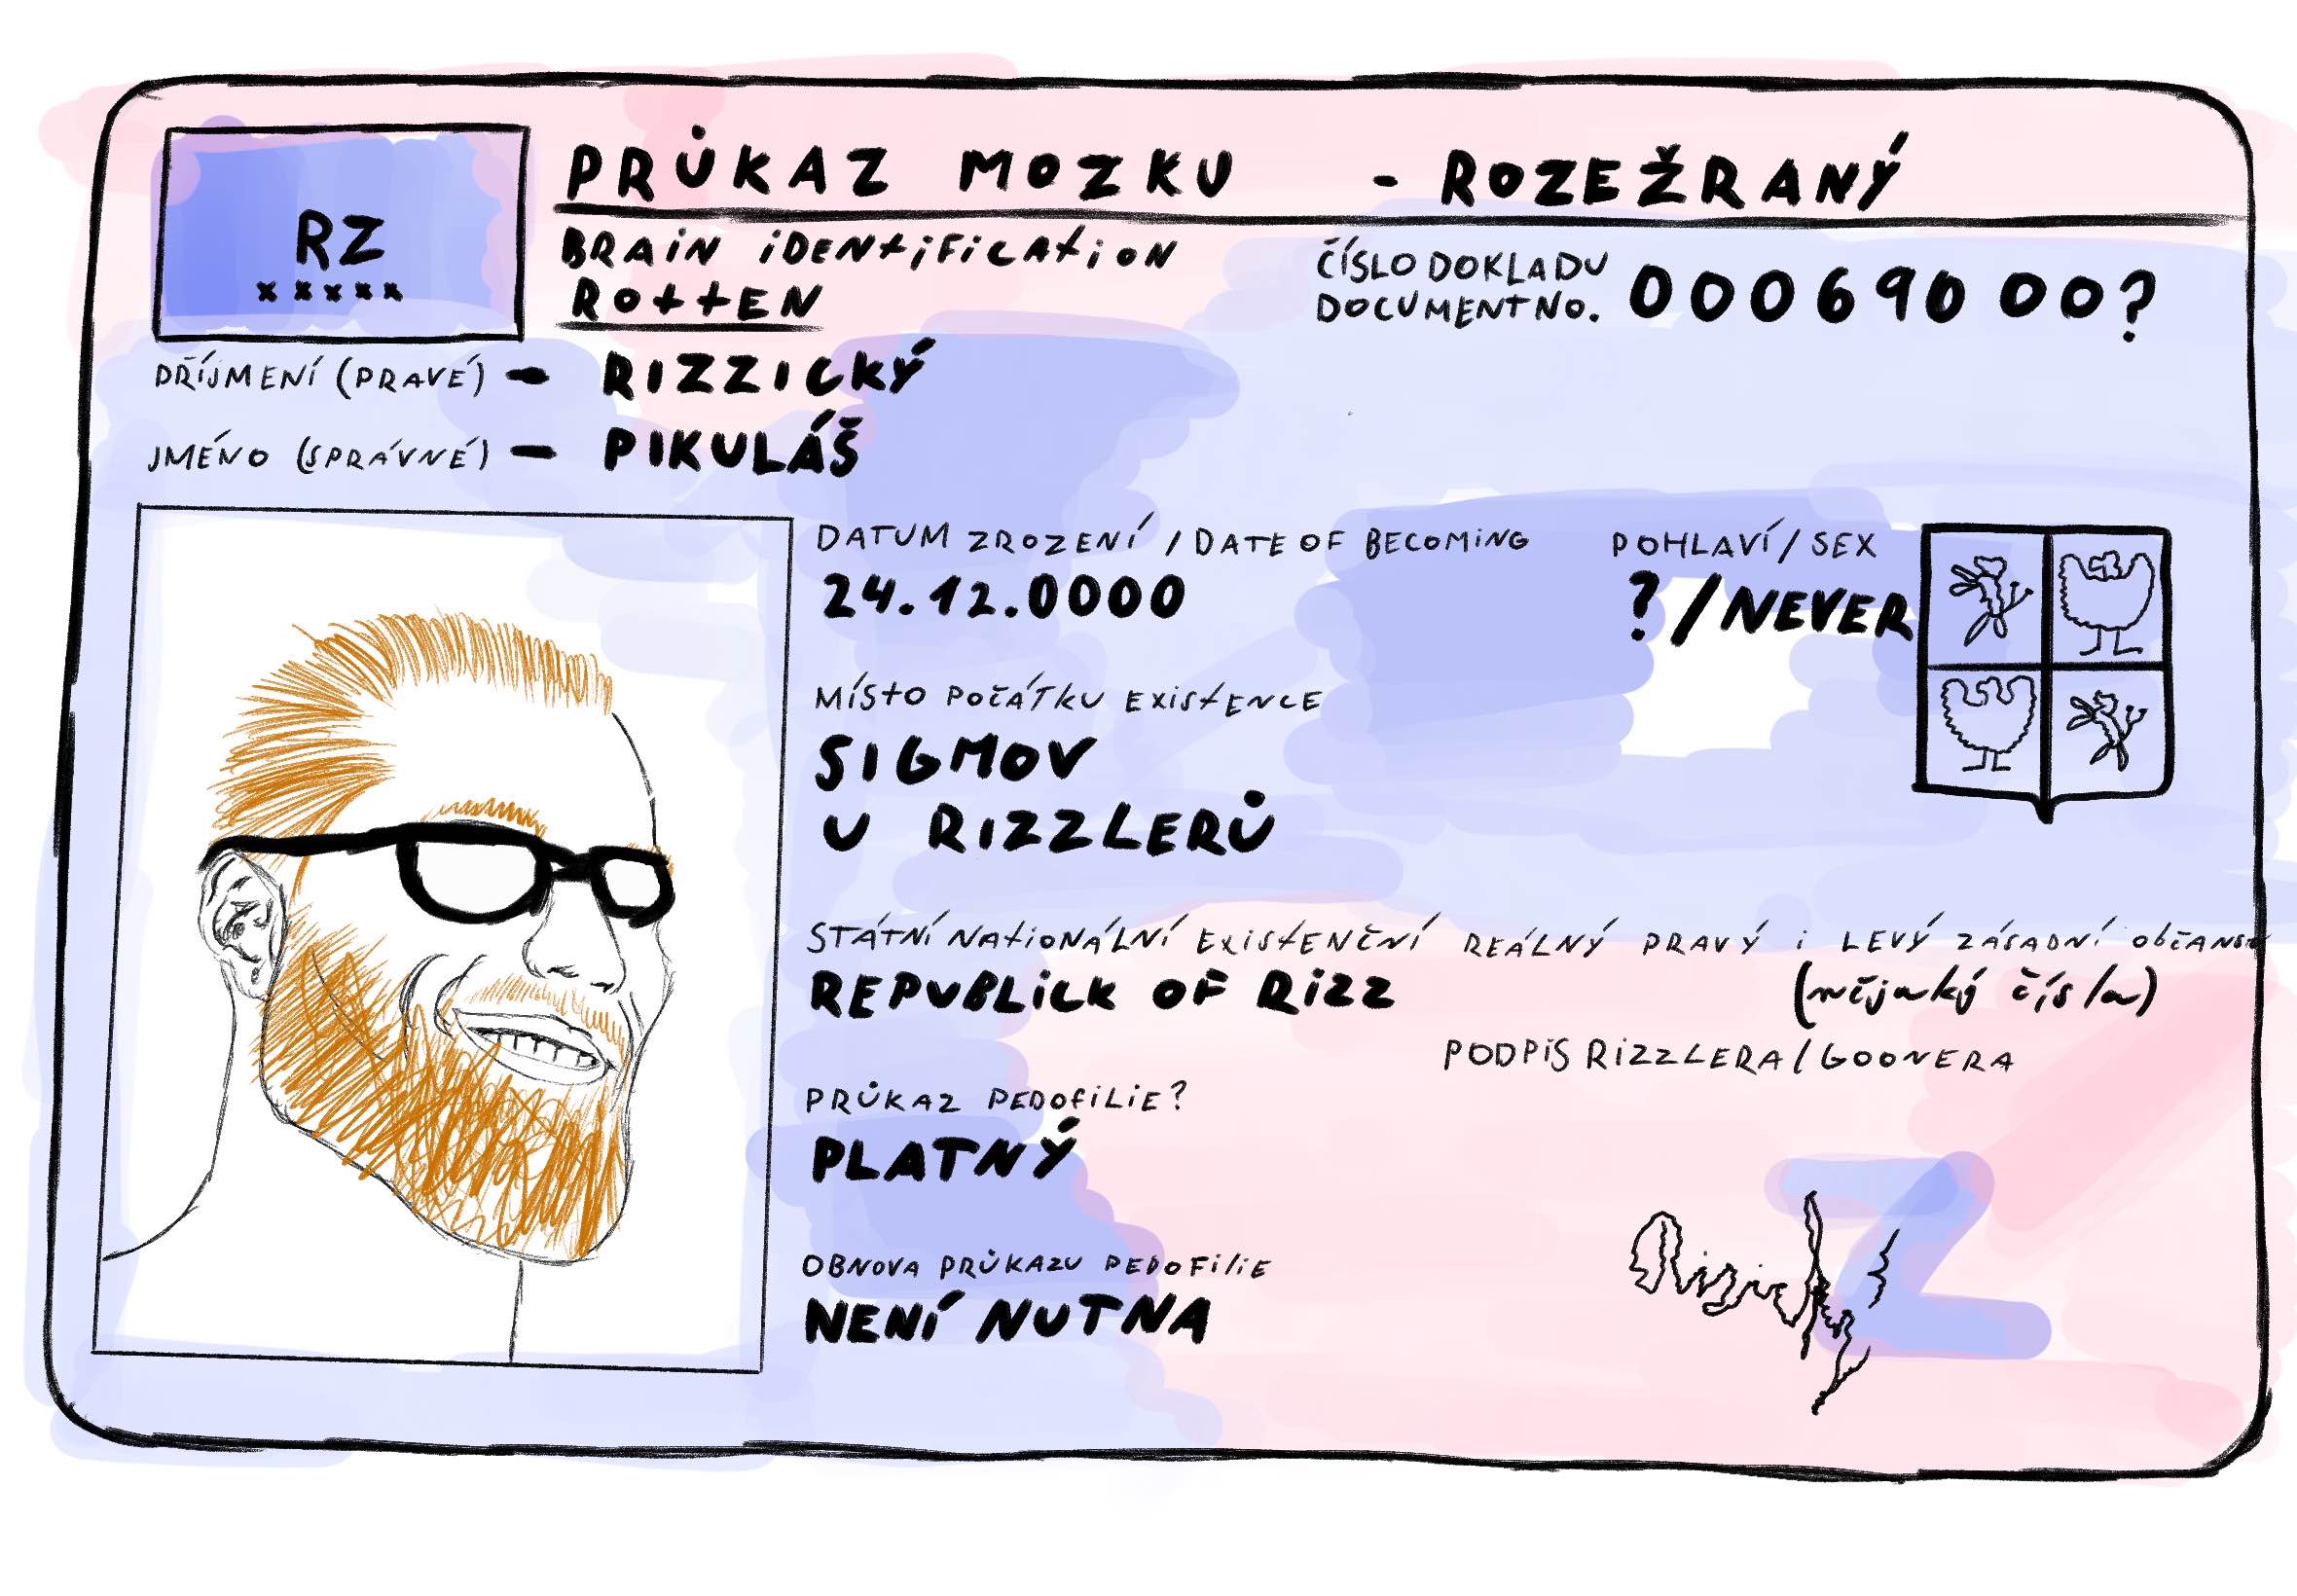 RZ
xxxxx
PRŮKAZ MOZKU - ROZEŽRANÝ
BRAIN IDENTIFICATION
ROTTEN
ČÍSLO DOKLADU
DOCUMENT NO. 00069000?
DŘÍJMENÍ (PRAVÉ) - RIZZICKÝ
JMÉNO (SPRÁVNÉ) - PIKULÁŠ
DATUM ZROZENÍ / DATE OF BECOMING
24.12.0000
POHLAVÍ / SEX
?/NEVER
MÍSTO POČÁTKU EXISTENCE
SIGMOV
U RIZZLERŮ
STÁTNÍ NATIONÁLNÍ EXISTENČNÍ REÁLNÝ PRAVÝ i LEVÝ ZÁSADNÍ
REPUBLICK OF RIZZ
(nějaký čísla)
PODPIS RIZZLERA/GOONERA
PRŮKAZ PEDOFILIE?
PLATNÝ
OBNOVA PRŮKAZU PEDOFILIE
NENÍ NUTNA
Z